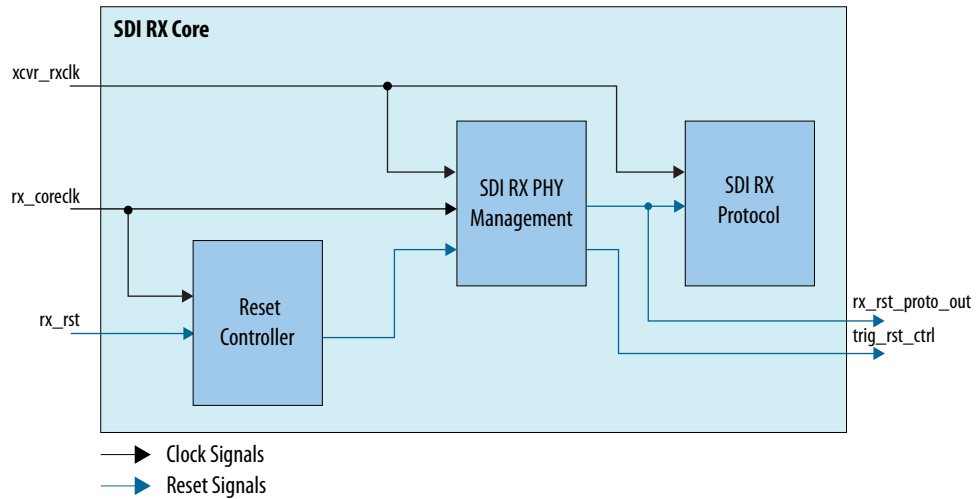 SDI RX Core
xcvr_rxclk
rx_coreclk
rx_rst
Reset
Controller
SDI RX PHY
Management
SDI RX
Protocol
rx_rst_proto_out
trig_rst_ctrl
Clock Signals
Reset Signals